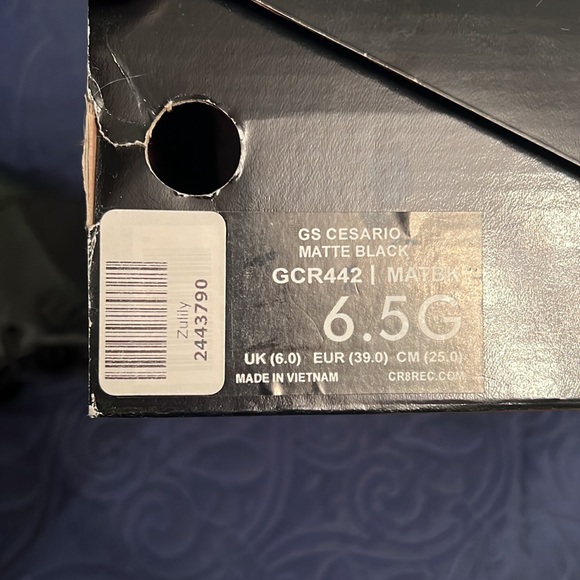 Zulily
2443790
GS CESARIO
MATTE BLACK
GCR442 | MATBK
6.5G
UK (6.0) EUR (39.0) CM (25.0)
MADE IN VIETNAM CR8REC.COM